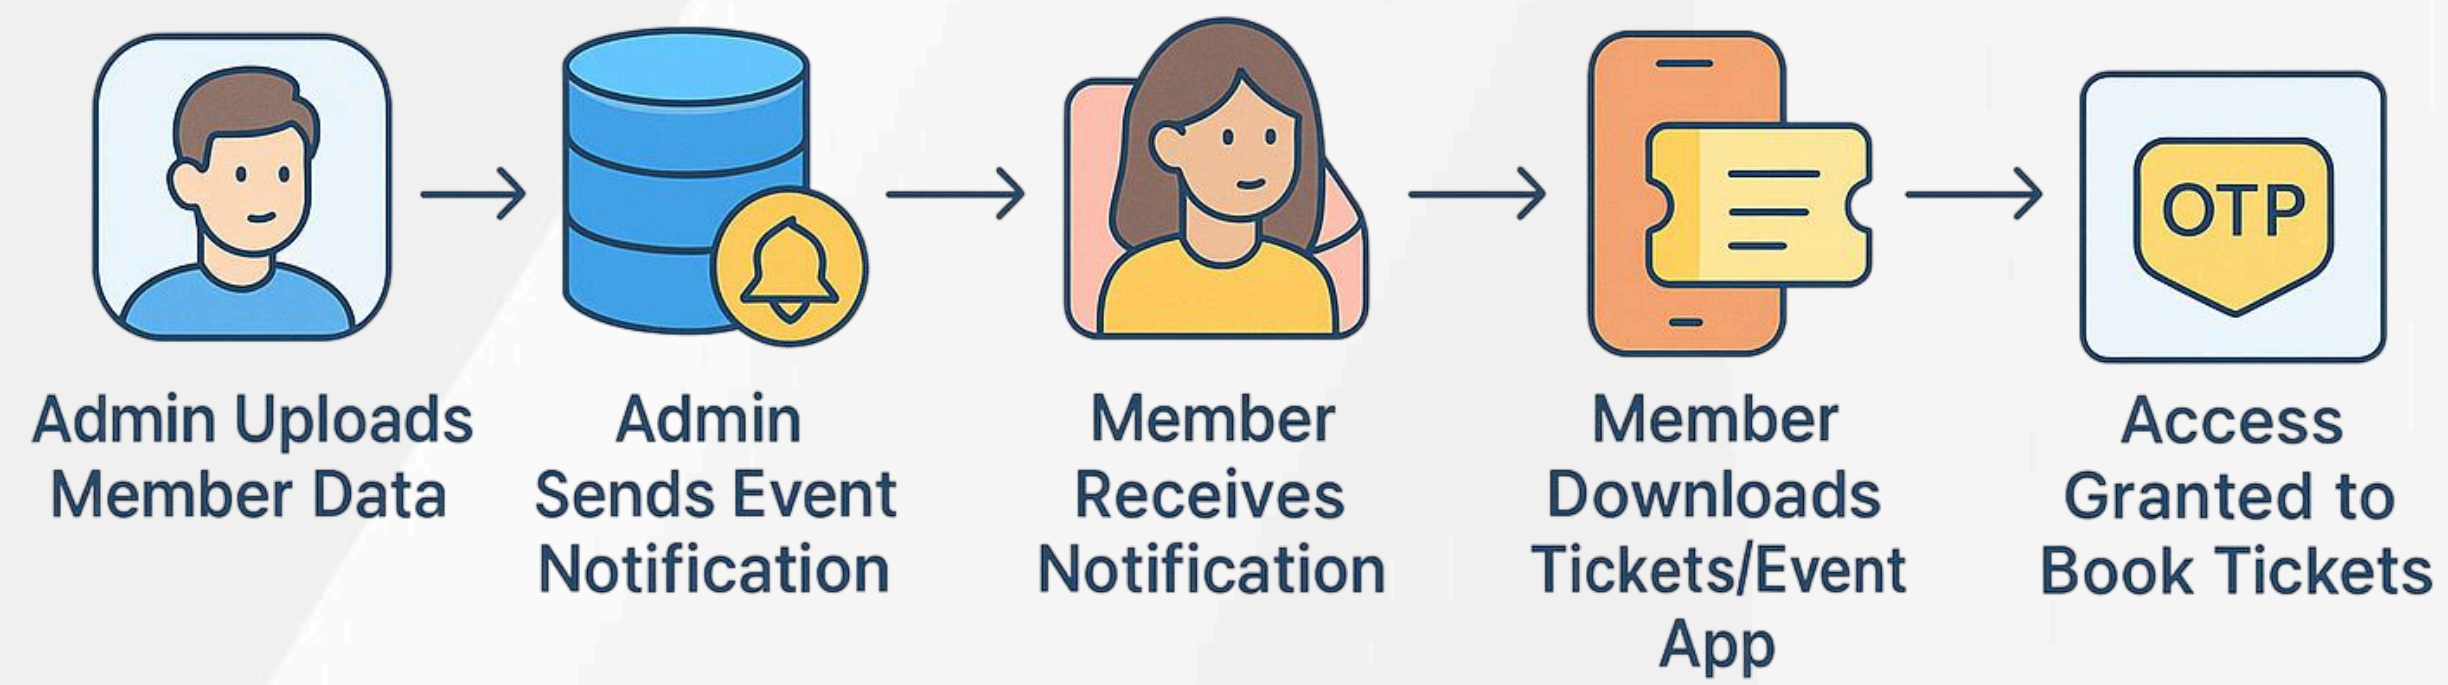 OTP
Admin Uploads
Member Data
Admin
Sends Event
Notification
Member
Receives
Notification
Member
Downloads
Tickets/Event
App
Access
Granted to
Book Tickets